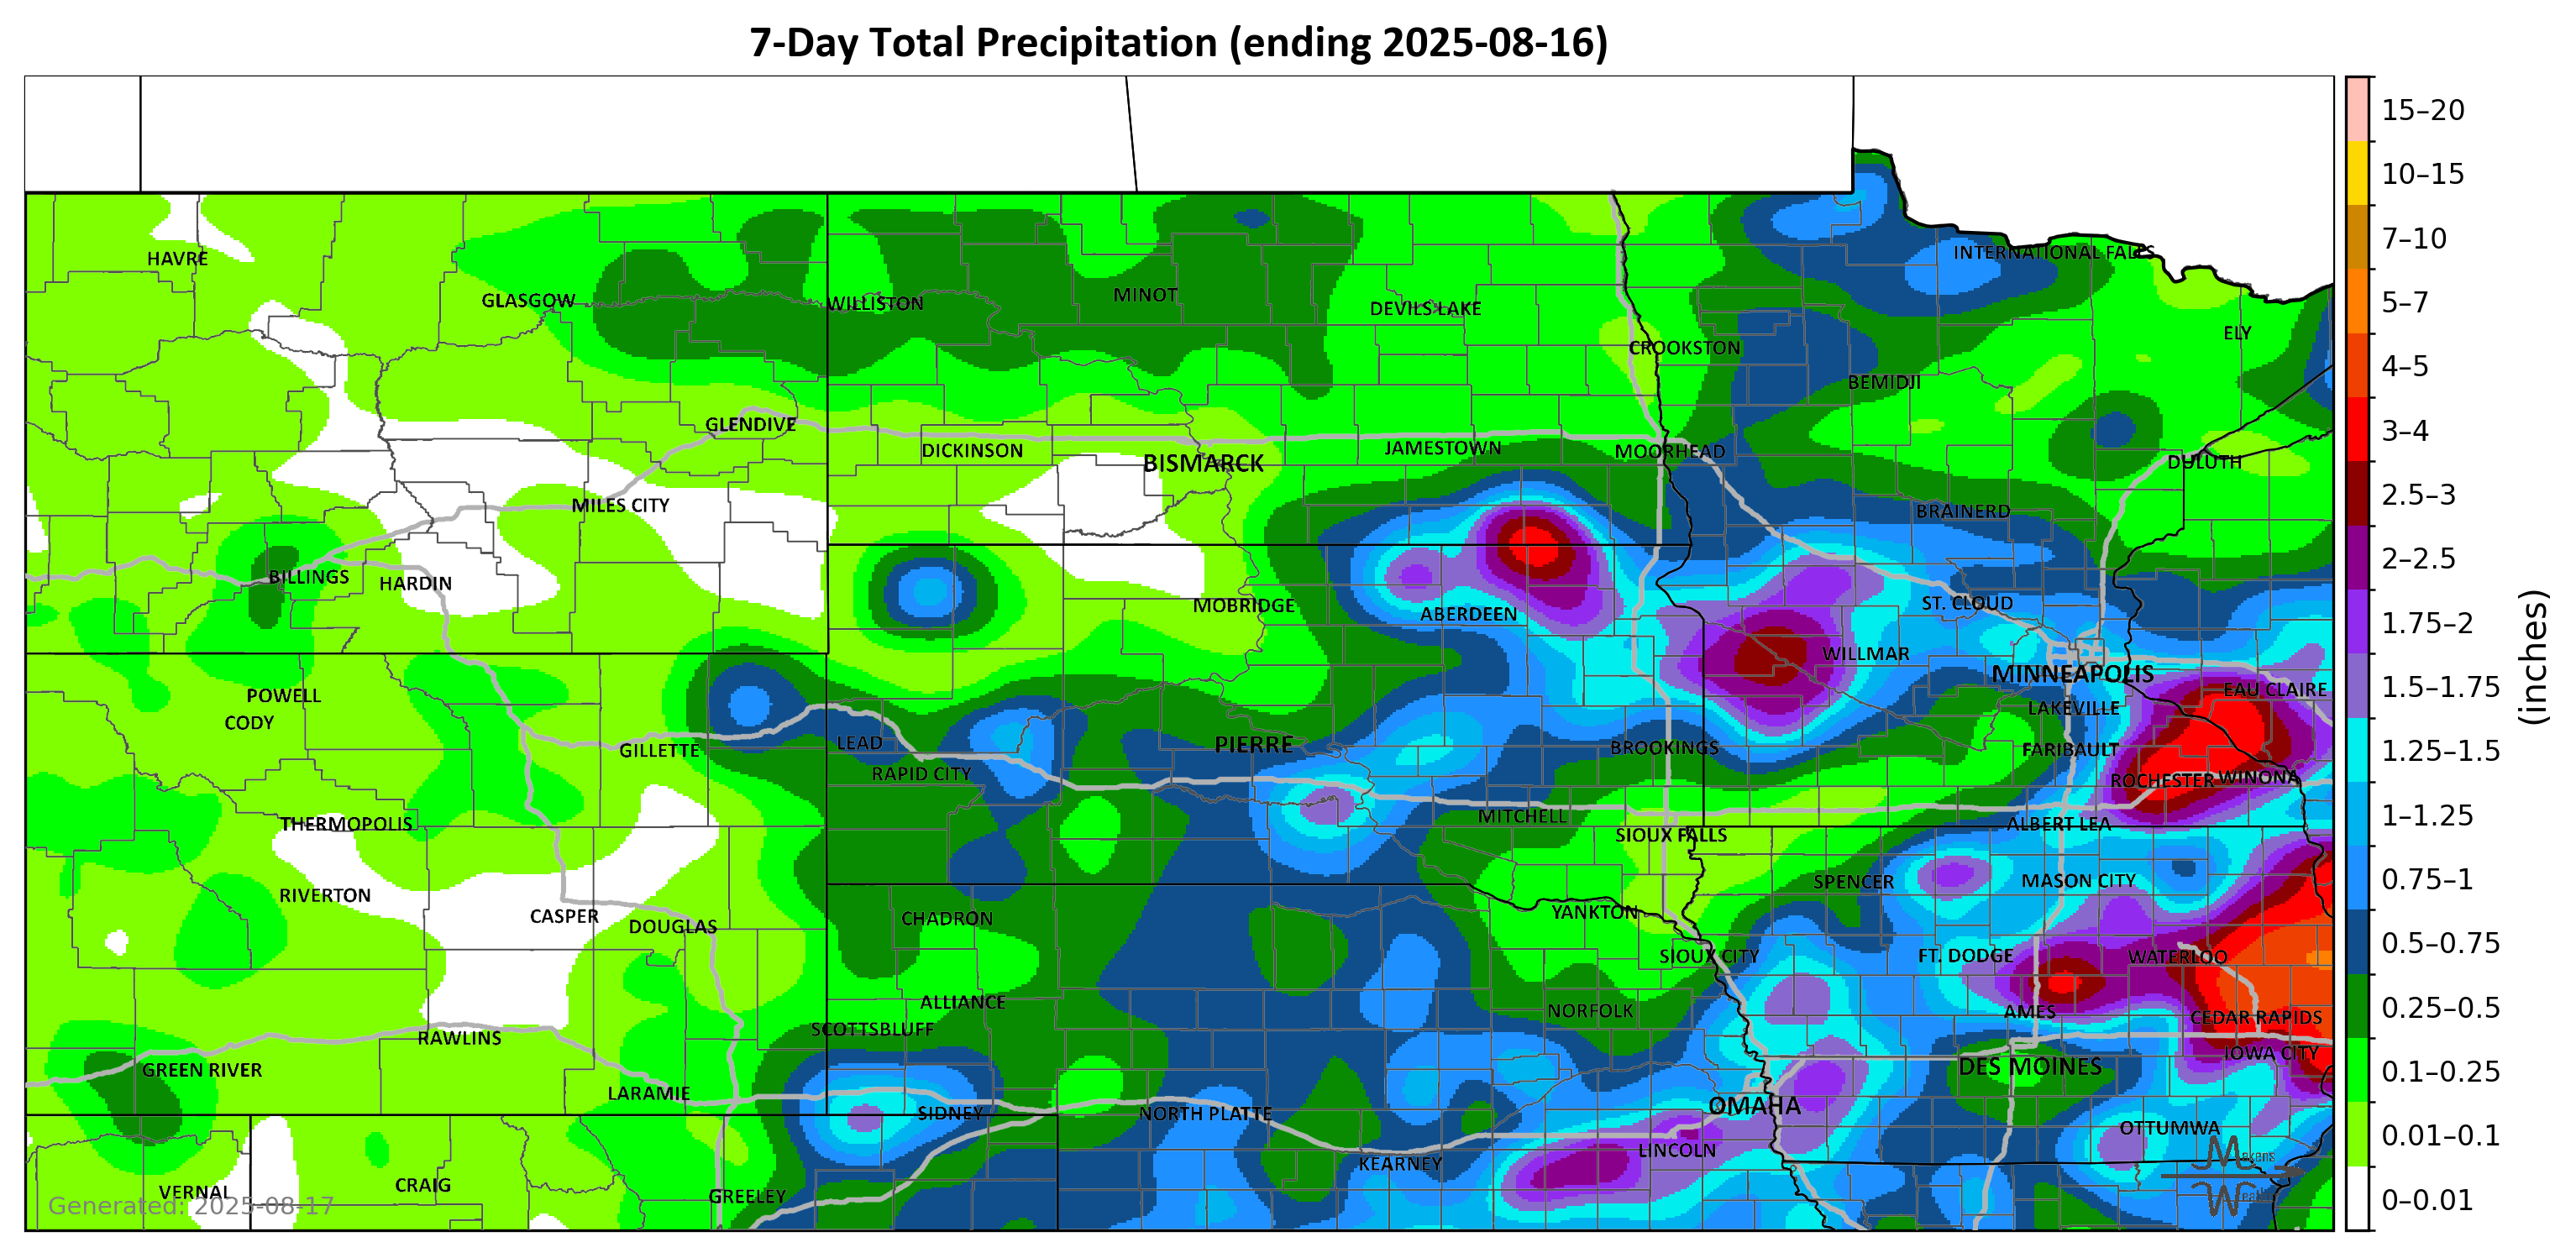 7-Day Total Precipitation (ending 2025-08-16)
15–20
10–15
7–10
5–7
4–5
3–4
2.5–3
2–2.5
1.75–2
1.5–1.75
1.25–1.5
1–1.25
0.75–1
0.5–0.75
0.25–0.5
0.1–0.25
0.01–0.1
0–0.01
(inches)
HAVRE
INTERNATIONAL FALLS
GLASGOW
WILLISTON
MINOT
DEVILS LAKE
ELY
CROOKSTON
BEMIDJI
GLENDIVE
DICKINSON
BISMARCK
JAMESTOWN
MOORHEAD
DULUTH
MILES CITY
BRAINERD
BILLINGS
HARDIN
MOBRIDGE
ABERDEEN
ST. CLOUD
WILLMAR
MINNEAPOLIS
POWELL
EAU CLAIRE
CODY
LAKEVILLE
GILLETTE
LEAD
PIERRE
BROOKINGS
FARIBAULT
RAPID CITY
ROCHESTER
WINONA
THERMOPOLIS
MITCHELL
ALBERT LEA
SIOUX FALLS
RIVERTON
SPENCER
MASON CITY
CASPER
DOUGLAS
CHADRON
YANKTON
SIOUX CITY
FT. DODGE
WATERLOO
ALLIANCE
NORFOLK
AMES
CEDAR RAPIDS
RAWLINS
SCOTTSBLUFF
IOWA CITY
GREEN RIVER
DES MOINES
LARAMIE
SIDNEY
NORTH PLATTE
OMAHA
OTTUMWA
KEARNEY
LINCOLN
VERNAL
CRAIG
GREELEY
Generated: 2025-08-17